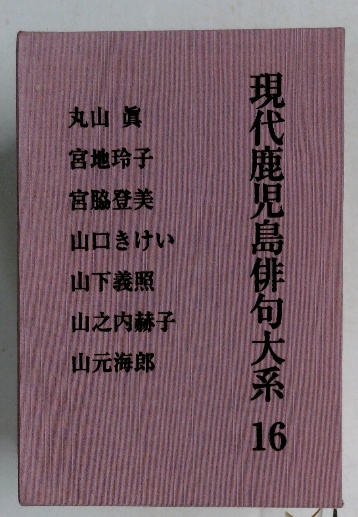 現代鹿児島俳句大系 16
丸山 眞
宮地玲子
宮脇登美
山口きけい
山下義照
山之内赫子
山元海郎